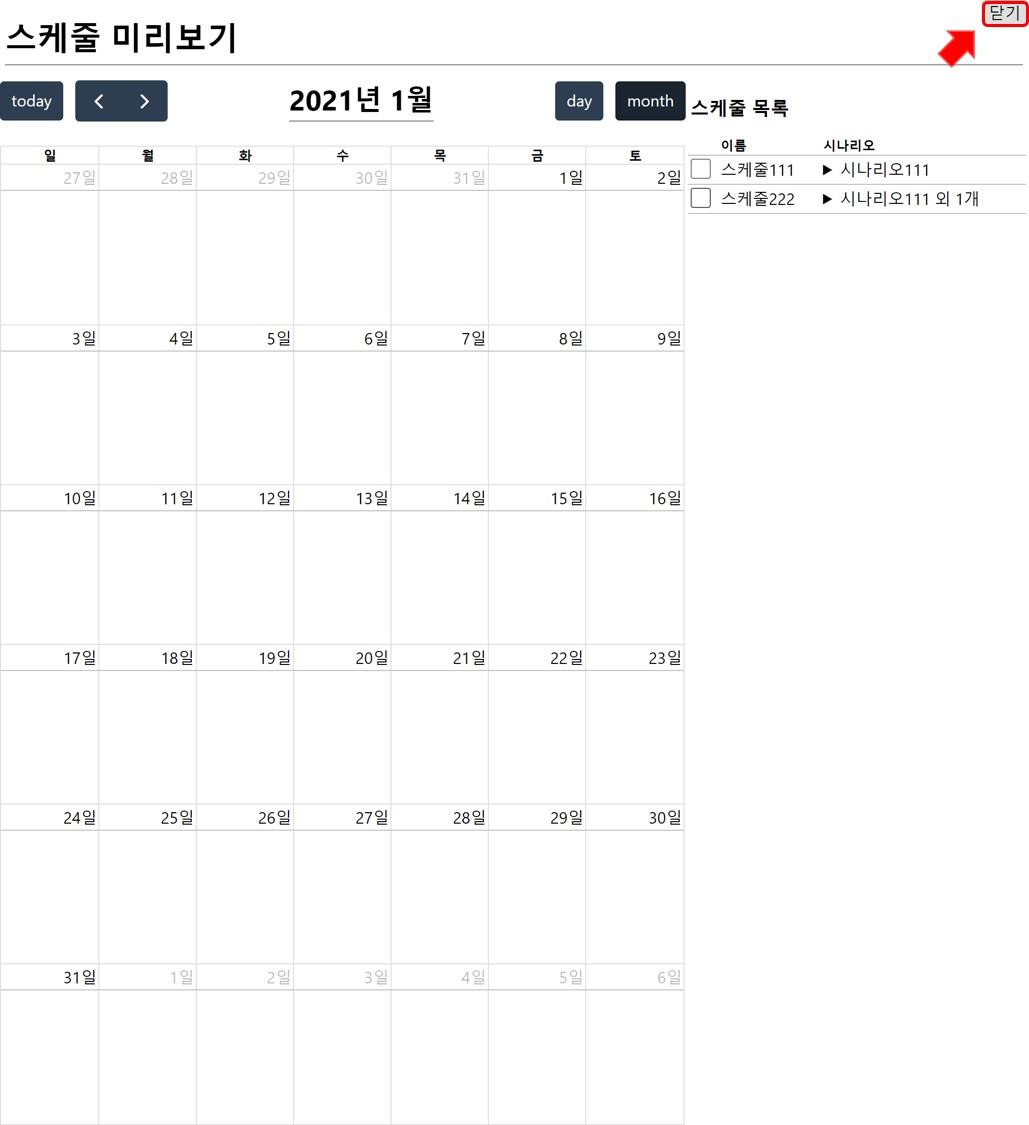 닫기
스케줄 미리보기
today
2021년 1월
day month
스케줄 목록
이름 시나리오
스케줄111 ▶ 시나리오111
스케줄222 ▶ 시나리오111 외 1개
일 월 화 수 목 금 토
27일 28일 29일 30일 31일 1일 2일
3일 4일 5일 6일 7일 8일 9일
10일 11일 12일 13일 14일 15일 16일
17일 18일 19일 20일 21일 22일 23일
24일 25일 26일 27일 28일 29일 30일
31일 1일 2일 3일 4일 5일 6일